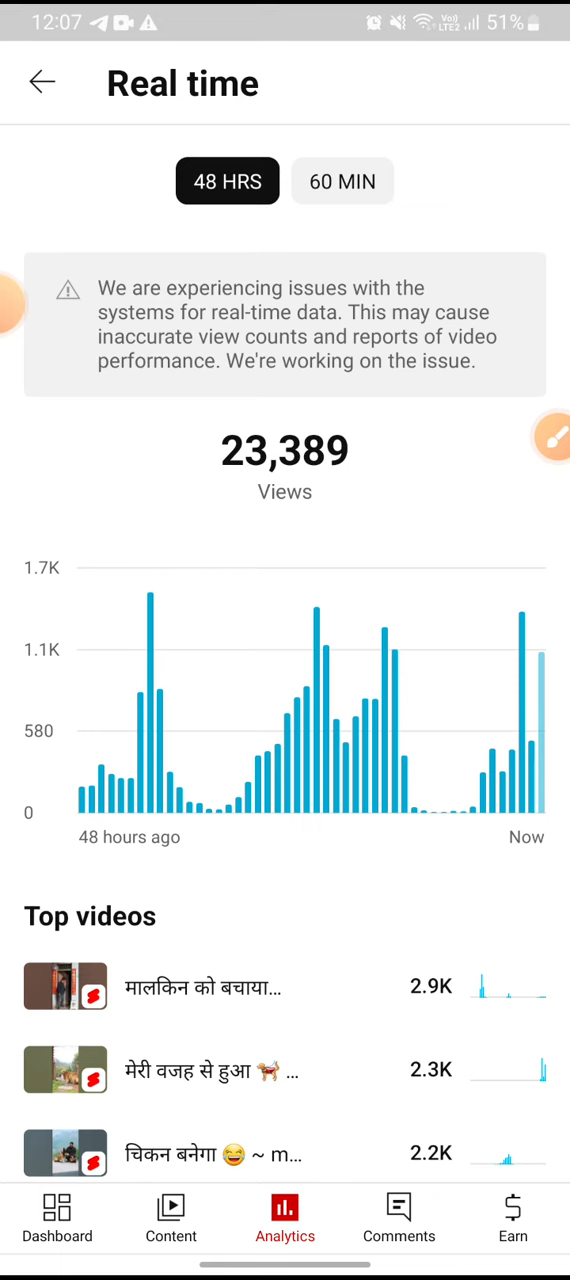 12:07 Vo) LTE2 51%
Real time
48 HRS 60 MIN
We are experiencing issues with the
systems for real-time data. This may cause
inaccurate view counts and reports of video
performance. We're working on the issue.
23,389
Views
1.7K
1.1K
580
0
48 hours ago Now
Top videos
मालकिन को बचाया... 2.9K
मेरी वजह से हुआ 🐕‍🦺 ... 2.3K
चिकन बनेगा 😂 ~ m... 2.2K
Dashboard Content Analytics Comments Earn